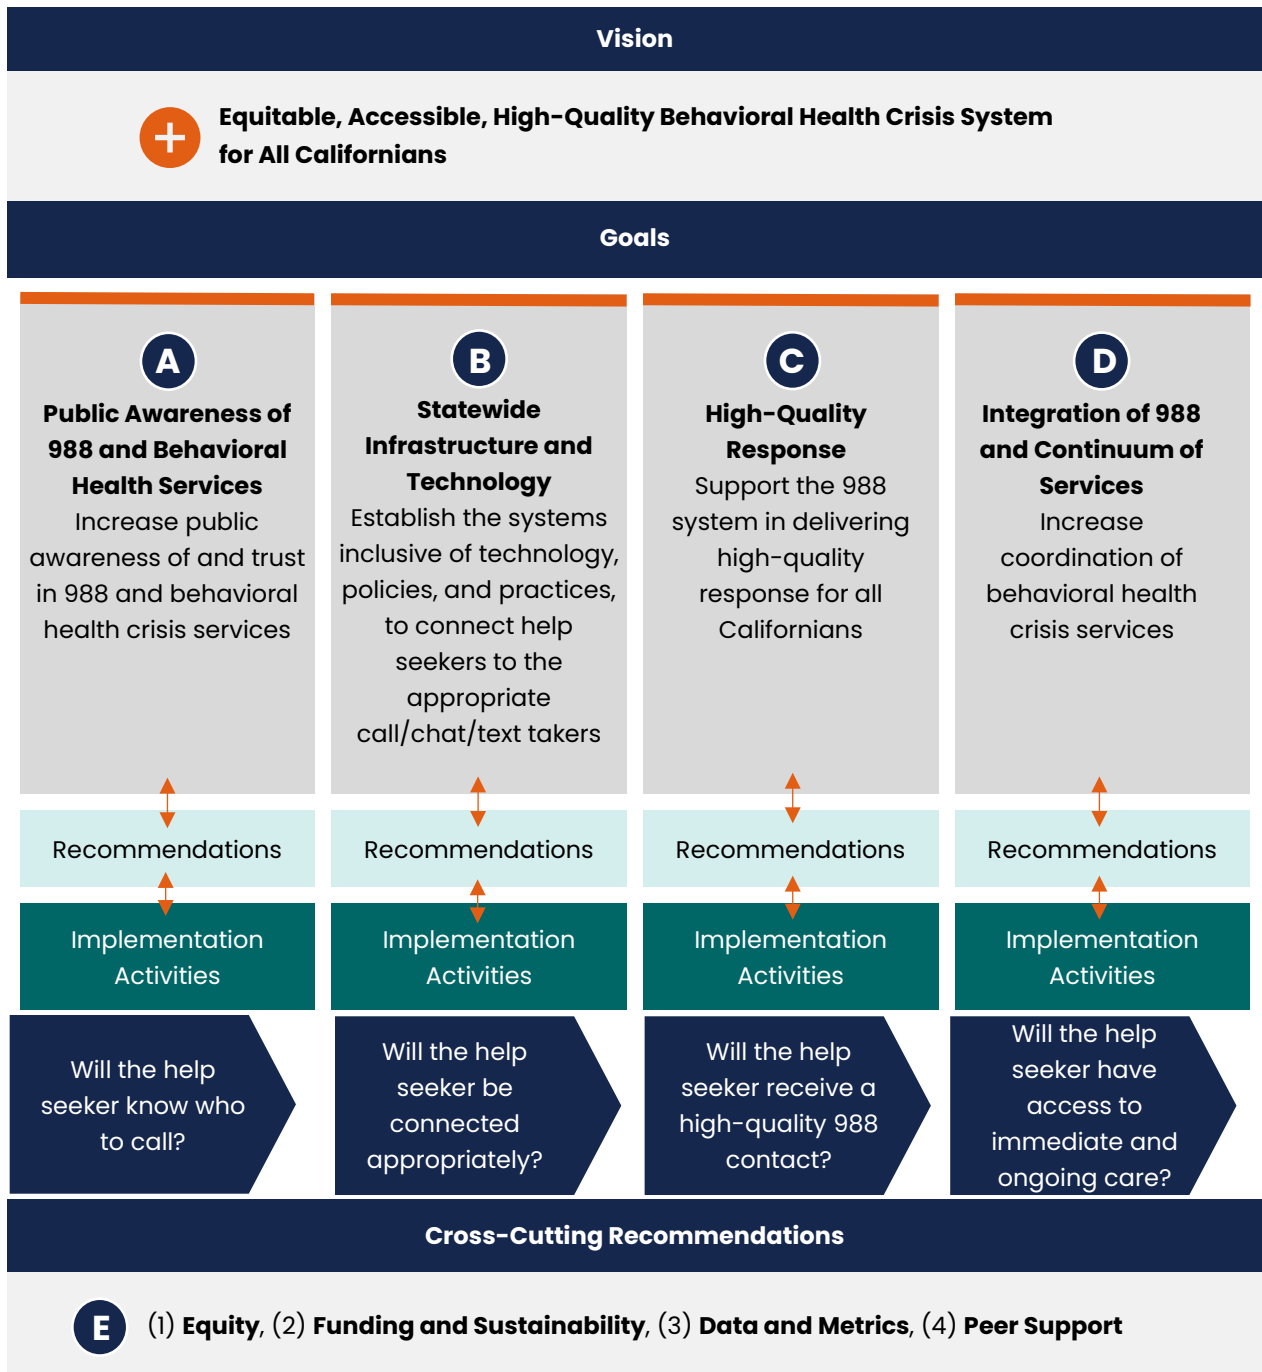 Vision
Equitable, Accessible, High-Quality Behavioral Health Crisis System
for All Californians
Goals
A
Public Awareness of
988 and Behavioral
Health Services
Increase public
awareness of and trust
in 988 and behavioral
health crisis services
B
Statewide
Infrastructure and
Technology
Establish the systems
inclusive of technology,
policies, and practices,
to connect help
seekers to the
appropriate
call/chat/text takers
C
High-Quality
Response
Support the 988
system in delivering
high-quality
response for all
Californians
D
Integration of 988
and Continuum of
Services
Increase
coordination of
behavioral health
crisis services
Recommendations
Recommendations
Recommendations
Recommendations
Implementation
Activities
Implementation
Activities
Implementation
Activities
Implementation
Activities
Will the help
seeker know who
to call?
Will the help
seeker be
connected
appropriately?
Will the help
seeker receive a
high-quality 988
contact?
Will the help
seeker have
access to
immediate and
ongoing care?
Cross-Cutting Recommendations
E
(1) Equity, (2) Funding and Sustainability, (3) Data and Metrics, (4) Peer Support